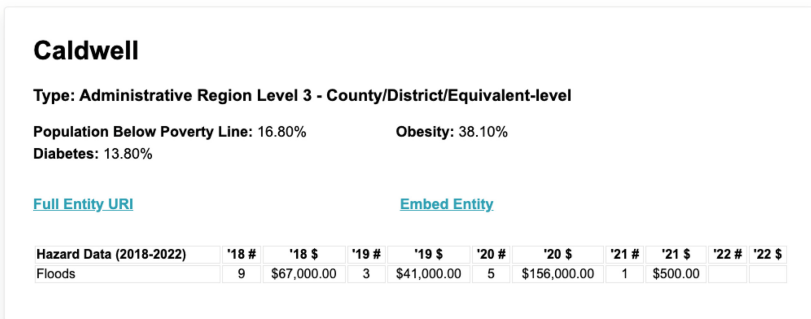 Caldwell
Type: Administrative Region Level 3 - County/District/Equivalent-level
Population Below Poverty Line: 16.80% Obesity: 38.10%
Diabetes: 13.80%
Full Entity URI Embed Entity
Hazard Data (2018-2022) '18 # '18 $ '19 # '19 $ '20 # '20 $ '21 # '21 $ '22 # '22 $
Floods 9 $67,000.00 3 $41,000.00 5 $156,000.00 1 $500.00